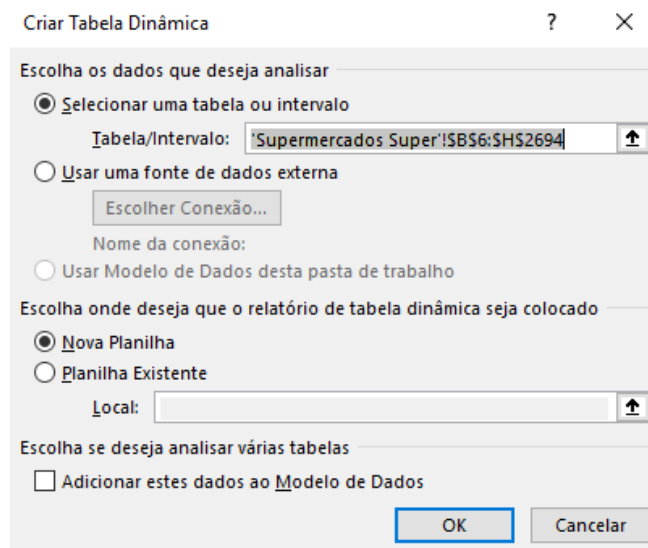 Criar Tabela Dinâmica ? ×
Escolha os dados que deseja analisar
Selecionar uma tabela ou intervalo
Tabela/Intervalo: 'Supermercados Super'!$B$6:$H$2694
Usar uma fonte de dados externa
Escolher Conexão...
Nome da conexão:
Usar Modelo de Dados desta pasta de trabalho
Escolha onde deseja que o relatório de tabela dinâmica seja colocado
Nova Planilha
Planilha Existente
Local:
Escolha se deseja analisar várias tabelas
Adicionar estes dados ao Modelo de Dados
OK Cancelar